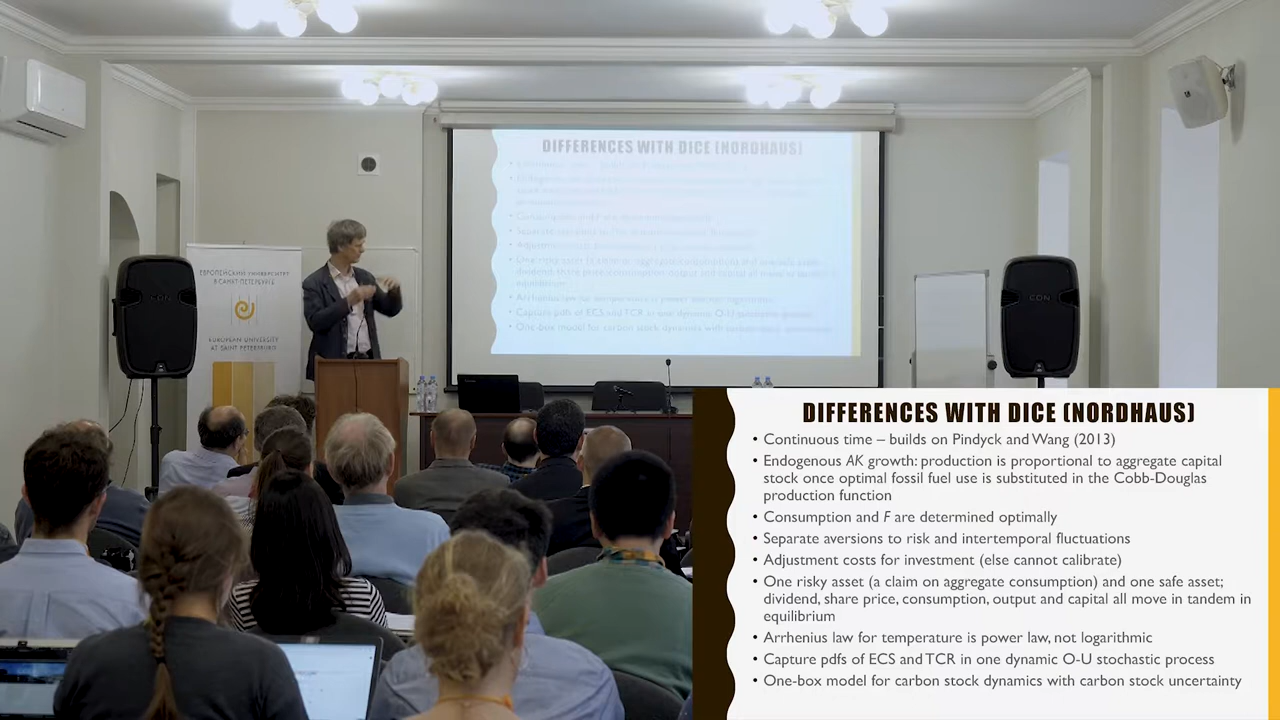 DIFFERENCES WITH DICE (NORDHAUS)
ЕВРОПЕЙСКИЙ УНИВЕРСИТЕТ
В САНКТ-ПЕТЕРБУРГЕ
EUROPEAN UNIVERSITY
AT SAINT PETERSBURG
DIFFERENCES WITH DICE (NORDHAUS)
• Continuous time – builds on Pindyck and Wang (2013)
• Endogenous AK growth: production is proportional to aggregate capital
stock once optimal fossil fuel use is substituted in the Cobb-Douglas
production function
• Consumption and F are determined optimally
• Separate aversions to risk and intertemporal fluctuations
• Adjustment costs for investment (else cannot calibrate)
• One risky asset (a claim on aggregate consumption) and one safe asset;
dividend, share price, consumption, output and capital all move in tandem in
equilibrium
• Arrhenius law for temperature is power law, not logarithmic
• Capture pdfs of ECS and TCR in one dynamic O-U stochastic process
• One-box model for carbon stock dynamics with carbon stock uncertainty